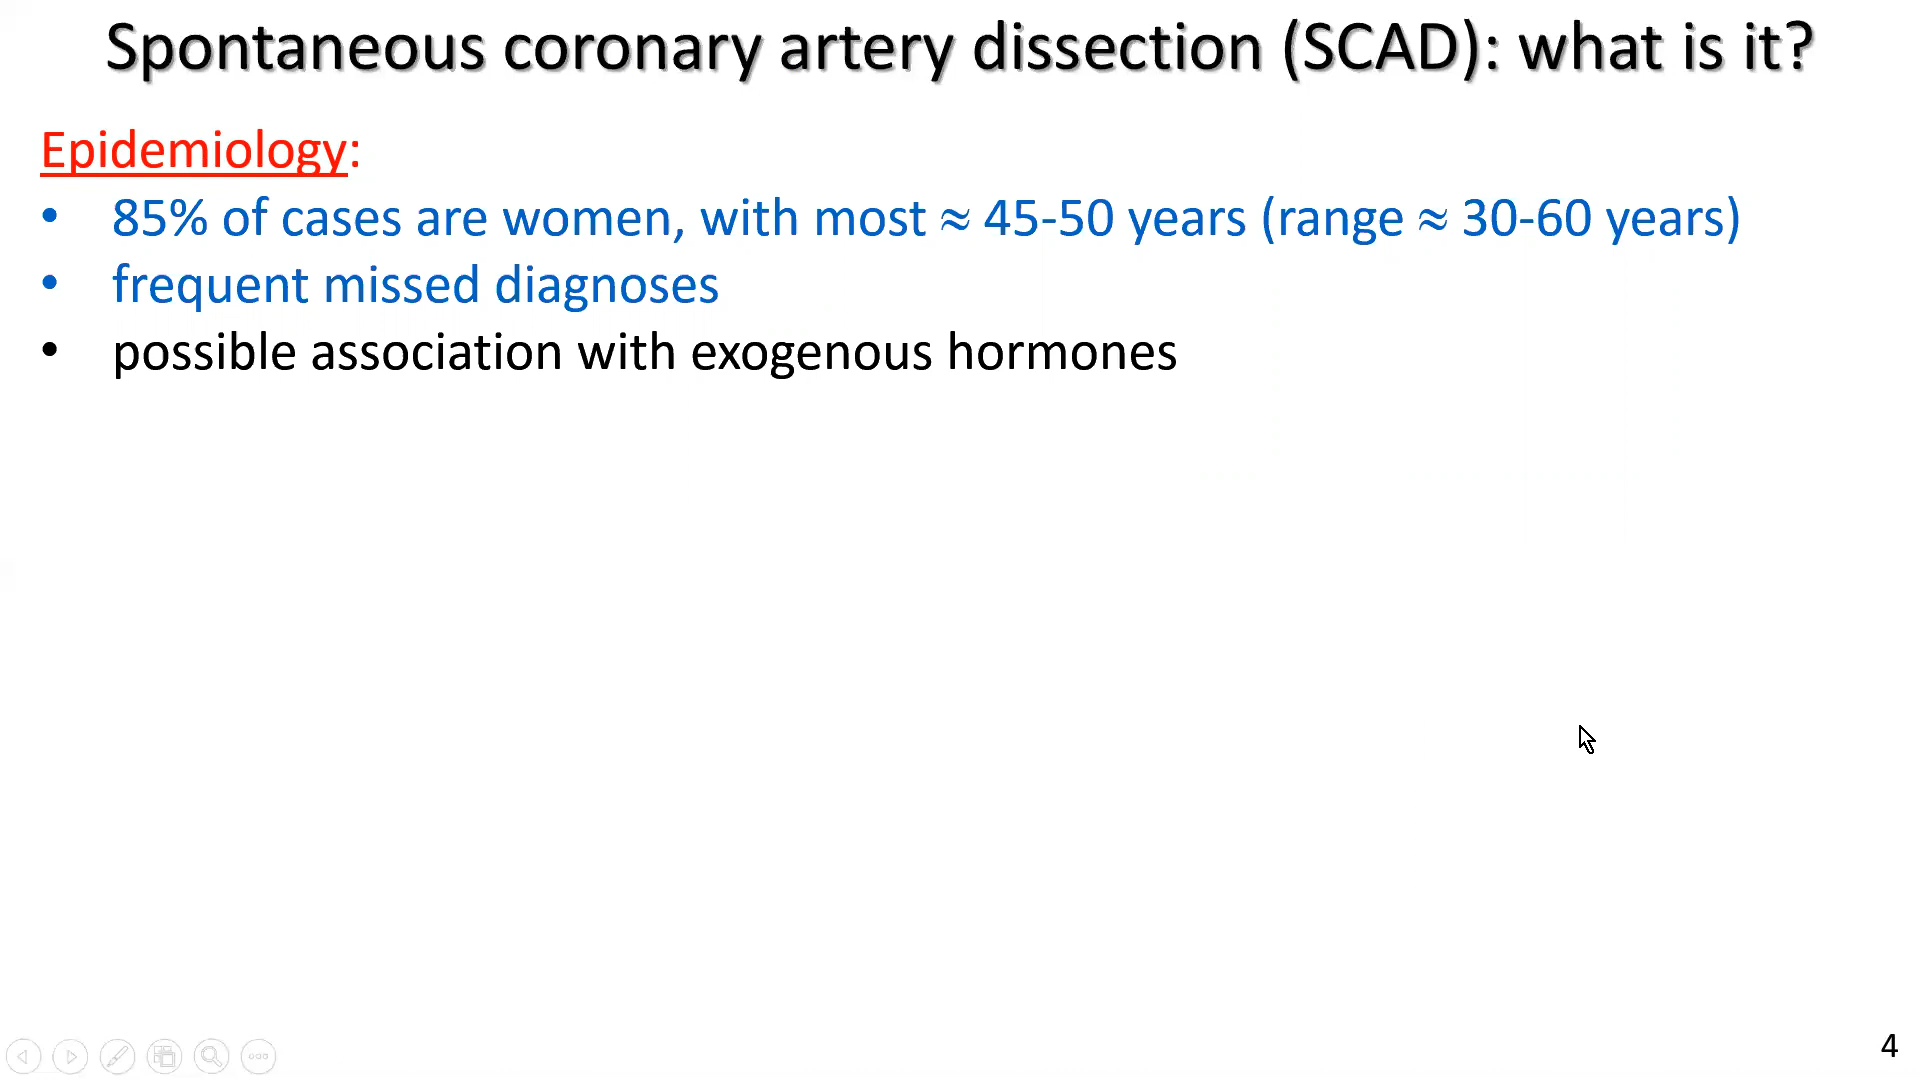 Spontaneous coronary artery dissection (SCAD): what is it?
Epidemiology:
• 85% of cases are women, with most ≈ 45-50 years (range ≈ 30-60 years)
• frequent missed diagnoses
• possible association with exogenous hormones
4